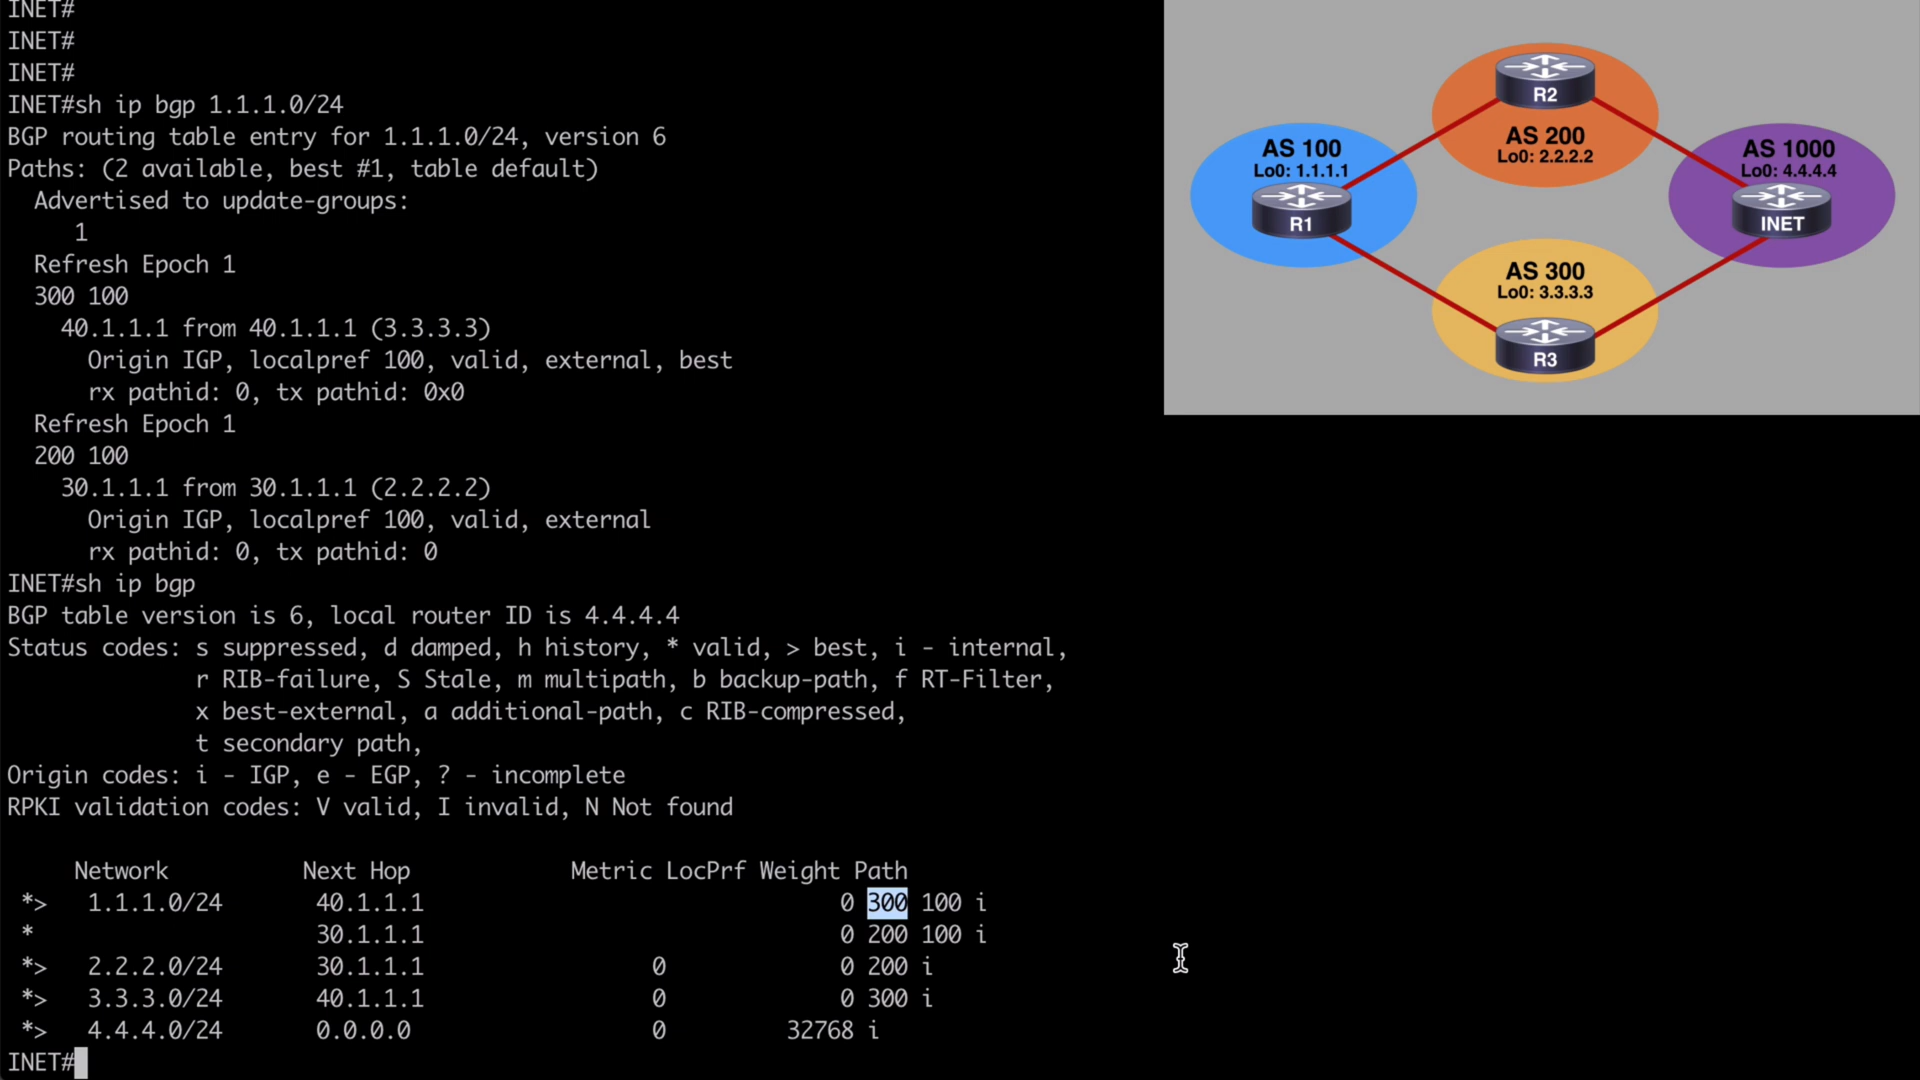 INET#
INET#
INET#
INET#sh ip bgp 1.1.1.0/24
BGP routing table entry for 1.1.1.0/24, version 6
Paths: (2 available, best #1, table default)
  Advertised to update-groups:
     1
  Refresh Epoch 1
  300 100
    40.1.1.1 from 40.1.1.1 (3.3.3.3)
      Origin IGP, localpref 100, valid, external, best
      rx pathid: 0, tx pathid: 0x0
  Refresh Epoch 1
  200 100
    30.1.1.1 from 30.1.1.1 (2.2.2.2)
      Origin IGP, localpref 100, valid, external
      rx pathid: 0, tx pathid: 0
INET#sh ip bgp
BGP table version is 6, local router ID is 4.4.4.4
Status codes: s suppressed, d damped, h history, * valid, > best, i - internal,
              r RIB-failure, S Stale, m multipath, b backup-path, f RT-Filter,
              x best-external, a additional-path, c RIB-compressed,
              t secondary path,
Origin codes: i - IGP, e - EGP, ? - incomplete
RPKI validation codes: V valid, I invalid, N Not found
     Network          Next Hop            Metric LocPrf Weight Path
 *>   1.1.1.0/24       40.1.1.1                               0 300 100 i
 *                     30.1.1.1                               0 200 100 i
 *>   2.2.2.0/24       30.1.1.1                 0             0 200 i
 *>   3.3.3.0/24       40.1.1.1                 0             0 300 i
 *>   4.4.4.0/24       0.0.0.0                  0         32768 i
INET#
R2
AS 200
Lo0: 2.2.2.2
AS 100
Lo0: 1.1.1.1
R1
AS 1000
Lo0: 4.4.4.4
INET
AS 300
Lo0: 3.3.3.3
R3